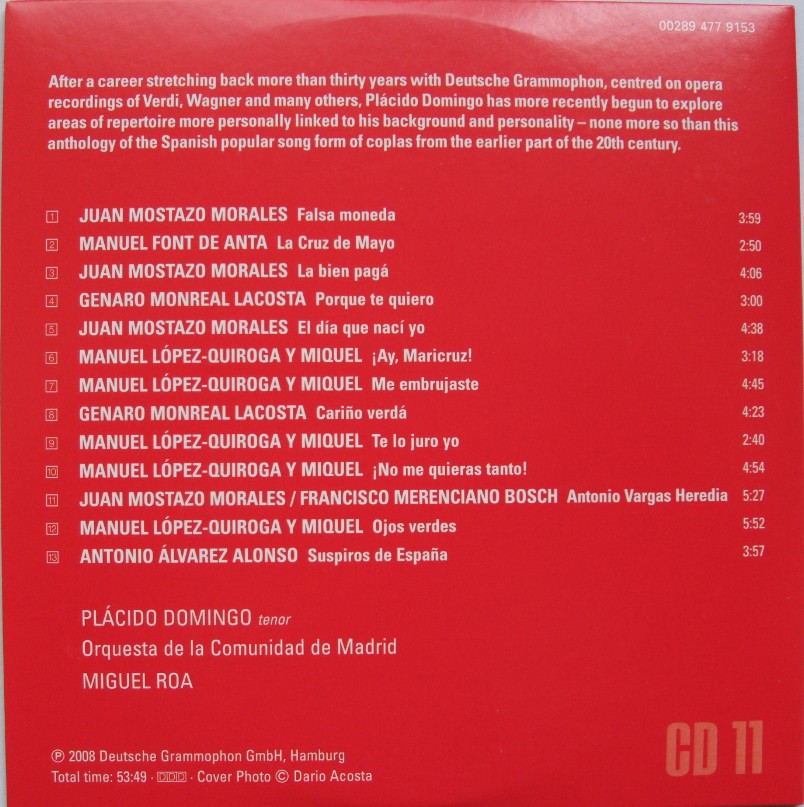 00289 477 9153
After a career stretching back more than thirty years with Deutsche Grammophon, centred on opera
recordings of Verdi, Wagner and many others, Plácido Domingo has more recently begun to explore
areas of repertoire more personally linked to his background and personality – none more so than this
anthology of the Spanish popular song form of coplas from the earlier part of the 20th century.
1 JUAN MOSTAZO MORALES Falsa moneda 3:59
2 MANUEL FONT DE ANTA La Cruz de Mayo 2:50
3 JUAN MOSTAZO MORALES La bien pagá 4:06
4 GENARO MONREAL LACOSTA Porque te quiero 3:00
5 JUAN MOSTAZO MORALES El día que nací yo 4:38
6 MANUEL LÓPEZ-QUIROGA Y MIQUEL ¡Ay, Maricruz! 3:18
7 MANUEL LÓPEZ-QUIROGA Y MIQUEL Me embrujaste 4:45
8 GENARO MONREAL LACOSTA Cariño verdá 4:23
9 MANUEL LÓPEZ-QUIROGA Y MIQUEL Te lo juro yo 2:40
10 MANUEL LÓPEZ-QUIROGA Y MIQUEL ¡No me quieras tanto! 4:54
11 JUAN MOSTAZO MORALES / FRANCISCO MERENCIANO BOSCH Antonio Vargas Heredia 5:27
12 MANUEL LÓPEZ-QUIROGA Y MIQUEL Ojos verdes 5:52
13 ANTONIO ÁLVAREZ ALONSO Suspiros de España 3:57
PLÁCIDO DOMINGO tenor
Orquesta de la Comunidad de Madrid
MIGUEL ROA
CD 11
℗ 2008 Deutsche Grammophon GmbH, Hamburg
Total time: 53:49 · DDD · Cover Photo © Dario Acosta